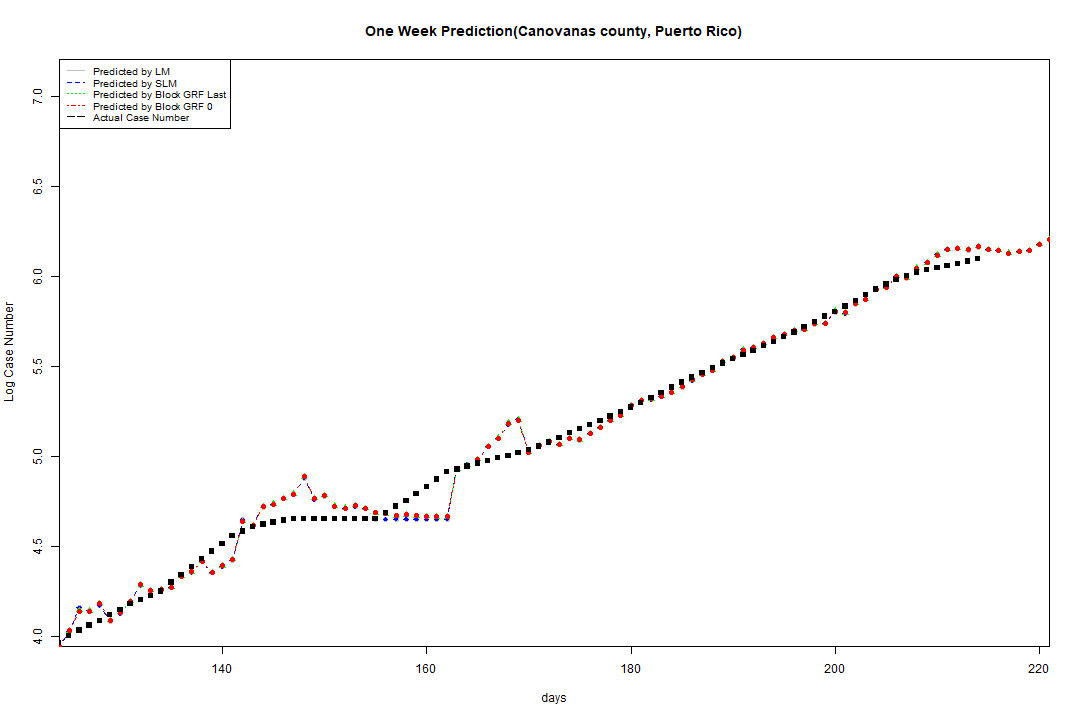 One Week Prediction(Canovanas county, Puerto Rico)
Predicted by LM
Predicted by SLM
Predicted by Block GRF Last
Predicted by Block GRF 0
Actual Case Number
7.0
6.5
6.0
5.5
5.0
4.5
4.0
Log Case Number
140 160 180 200 220
days